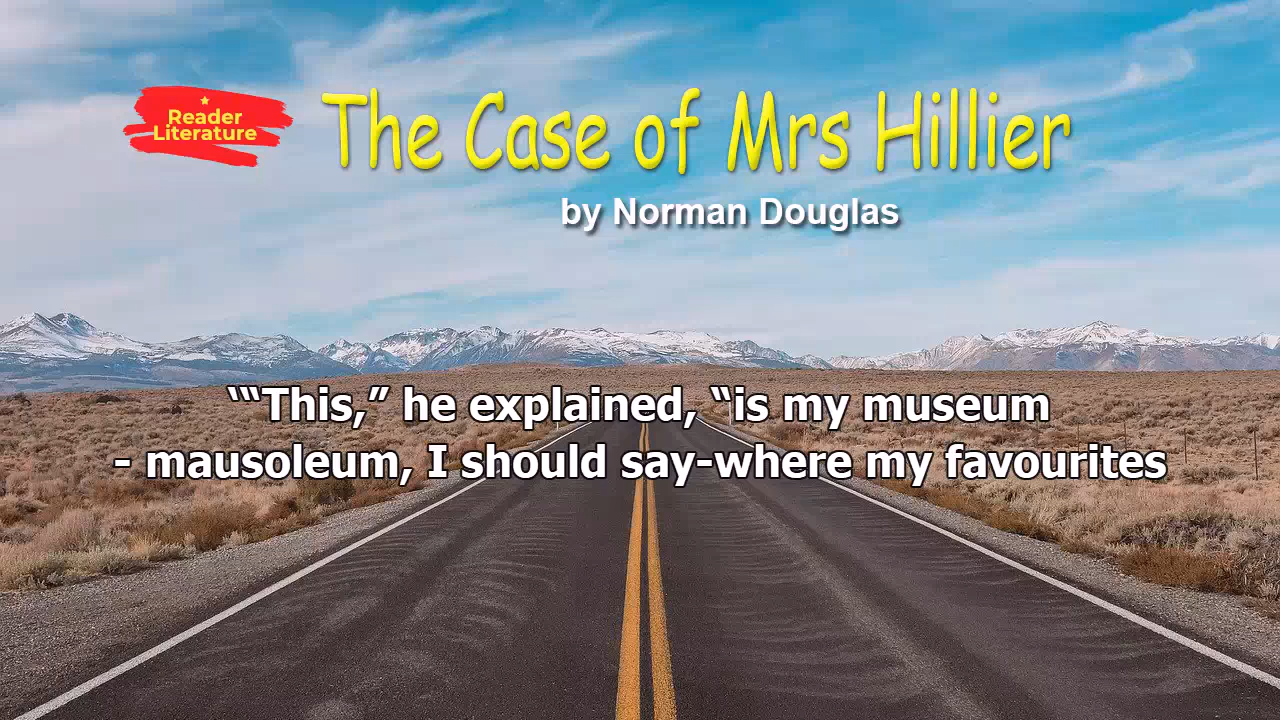 Reader
Literature
The Case of Mrs Hillier
by Norman Douglas
‘“This,” he explained, “is my museum
- mausoleum, I should say-where my favourites